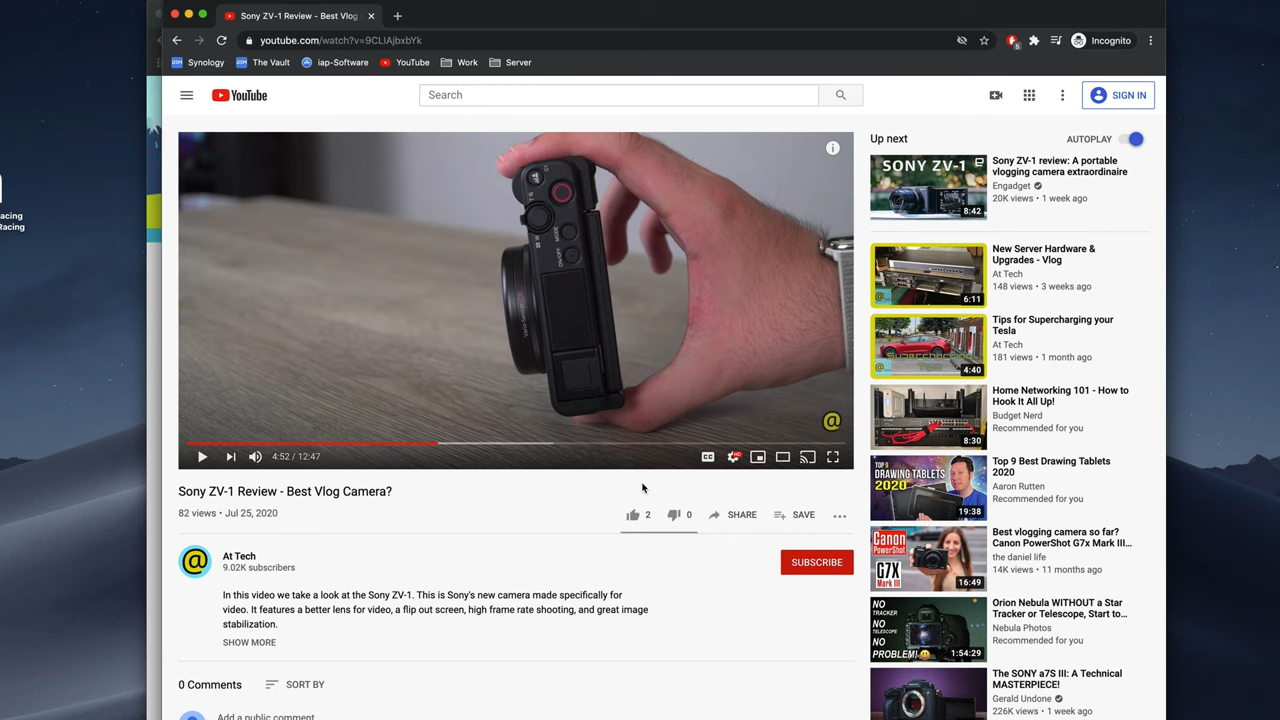 Sony ZV-1 Review - Best Vlog
youtube.com/watch?v=9CLIAjbxbYk
Incognito
Synology
The Vault
iap-Software
YouTube
Work
Server
YouTube
Search
SIGN IN
acing
Racing
MODE
ON/OFF
@
4:52 / 12:47
CC
HD
Sony ZV-1 Review - Best Vlog Camera?
82 views • Jul 25, 2020
2
0
SHARE
SAVE
@
At Tech
9.02K subscribers
SUBSCRIBE
In this video we take a look at the Sony ZV-1. This is Sony's new camera made specifically for
video. It features a better lens for video, a flip out screen, high frame rate shooting, and great image
stabilization.
SHOW MORE
0 Comments
SORT BY
Add a public comment
Up next
AUTOPLAY
SONY ZV-1
8:42
Sony ZV-1 review: A portable
vlogging camera extraordinaire
Engadget
20K views • 1 week ago
6:11
New Server Hardware &
Upgrades - Vlog
At Tech
148 views • 3 weeks ago
4:40
Tips for Supercharging your
Tesla
At Tech
181 views • 1 month ago
8:30
Home Networking 101 - How to
Hook It All Up!
Budget Nerd
Recommended for you
TOP 9
DRAWING TABLETS
2020
19:38
Top 9 Best Drawing Tablets
2020
Aaron Rutten
Recommended for you
Canon
PowerShot
G7X
Mark III
16:49
Best vlogging camera so far?
Canon PowerShot G7x Mark III...
the daniel life
14K views • 11 months ago
NO
TRACKER
NO
TELESCOPE
NO
PROBLEM!
1:54:29
Orion Nebula WITHOUT a Star
Tracker or Telescope, Start to...
Nebula Photos
Recommended for you
The SONY a7S III: A Technical
MASTERPIECE!
Gerald Undone
226K views • 1 week ago